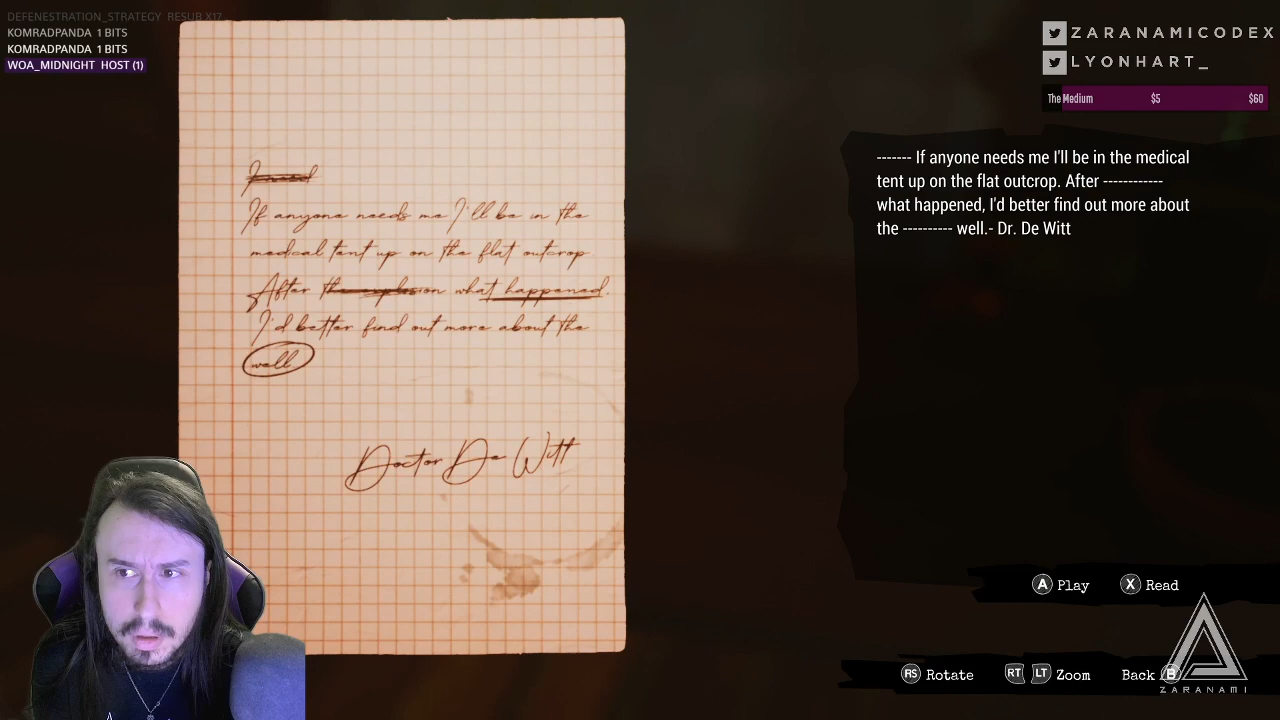 DEFENESTRATION_STRATEGY RESUB X17
KOMRADPANDA 1 BITS
KOMRADPANDA 1 BITS
WOA_MIDNIGHT HOST (1)
If anyone needs me I'll be in the
medical tent up on the flat outcrop
After the explosion what happened.
I'd better find out more about the
well
Doctor De Witt
ZARANAMICODEX
LYONHART_
The Medium $5 $60
------- If anyone needs me I'll be in the medical
tent up on the flat outcrop. After ------------
what happened, I'd better find out more about
the ---------- well.- Dr. De Witt
A Play X Read
RS Rotate RT LT Zoom Back B
ZARANAMI